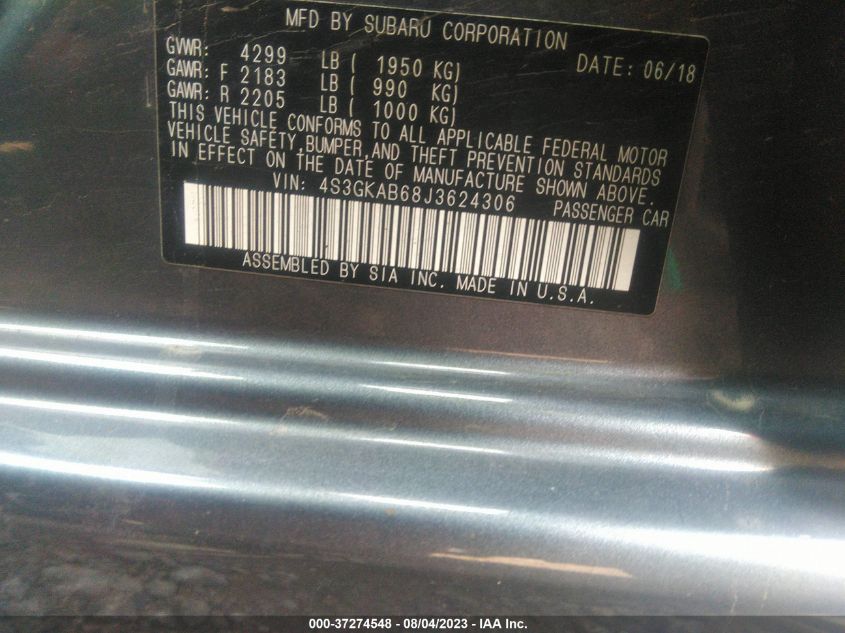 MFD BY SUBARU CORPORATION
GVWR: 4299 LB ( 1950 KG) DATE: 06/18
GAWR: F 2183 LB ( 990 KG)
GAWR: R 2205 LB ( 1000 KG)
THIS VEHICLE CONFORMS TO ALL APPLICABLE FEDERAL MOTOR
VEHICLE SAFETY,BUMPER,AND THEFT PREVENTION STANDARDS
IN EFFECT ON THE DATE OF MANUFACTURE SHOWN ABOVE.
VIN: 4S3GKAB68J3624306 PASSENGER CAR
ASSEMBLED BY SIA INC. MADE IN U.S.A.
000-37274548 - 08/04/2023 - IAA Inc.